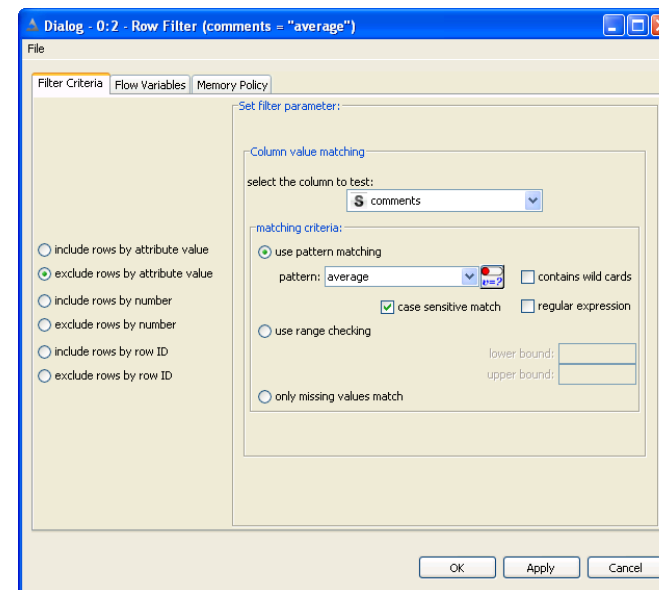 Dialog - 0:2 - Row Filter (comments = "average")
File
Filter Criteria Flow Variables Memory Policy
Set filter parameter:
Column value matching
select the column to test:
S comments
matching criteria:
include rows by attribute value
use pattern matching
exclude rows by attribute value
pattern: average v=? contains wild cards
include rows by number
case sensitive match regular expression
exclude rows by number
use range checking
include rows by row ID
lower bound:
exclude rows by row ID
upper bound:
only missing values match
OK Apply Cancel